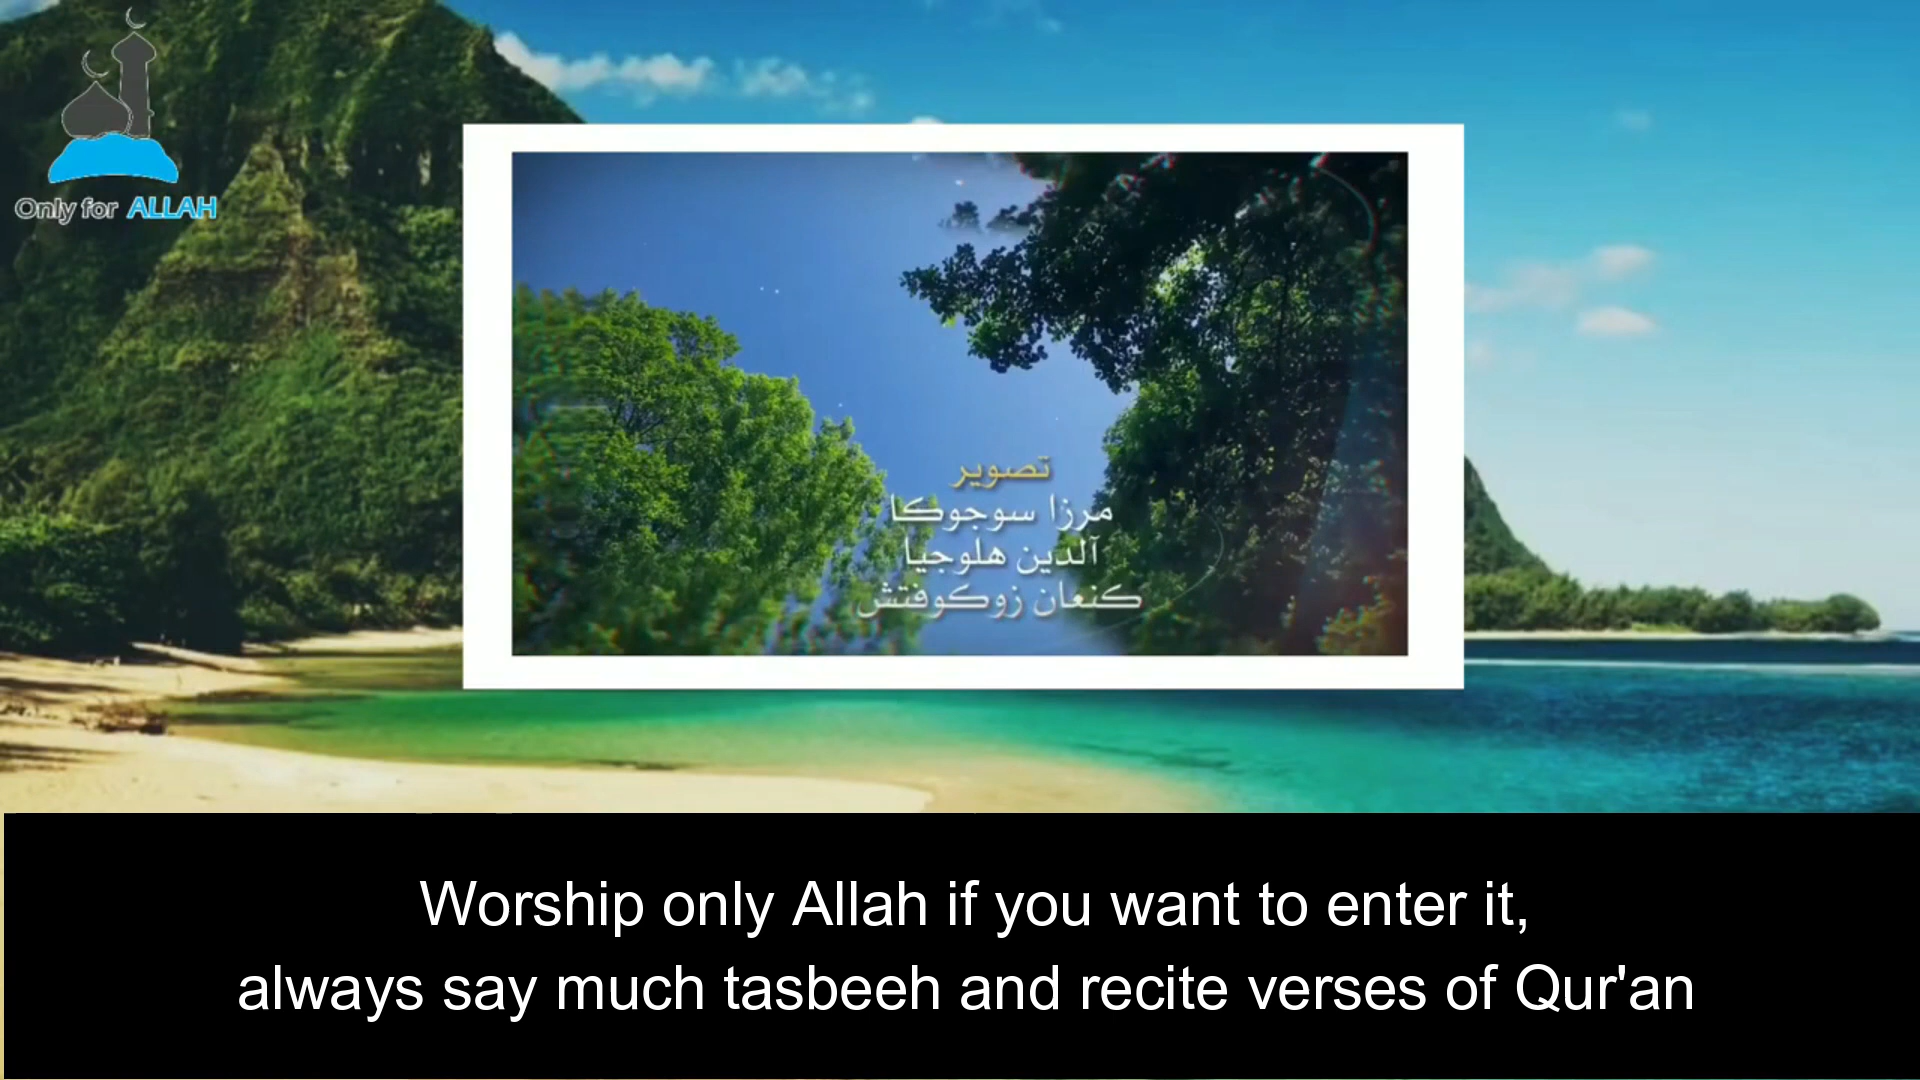 Only for ALLAH
تصوير
مرزا سوجوكا
آلدين هلوجيا
كنعان زوكوفتش
Worship only Allah if you want to enter it,
always say much tasbeeh and recite verses of Qur'an